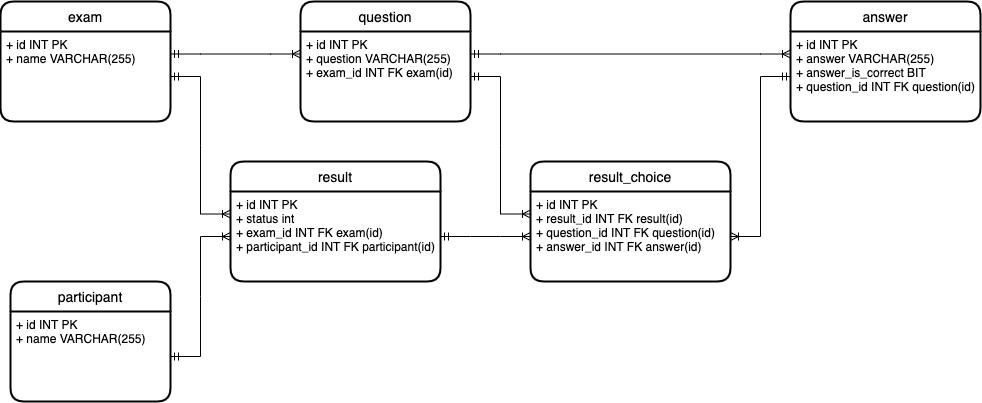 exam
+ id INT PK
+ name VARCHAR(255)
question
+ id INT PK
+ question VARCHAR(255)
+ exam_id INT FK exam(id)
answer
+ id INT PK
+ answer VARCHAR(255)
+ answer_is_correct BIT
+ question_id INT FK question(id)
result
+ id INT PK
+ status int
+ exam_id INT FK exam(id)
+ participant_id INT FK participant(id)
result_choice
+ id INT PK
+ result_id INT FK result(id)
+ question_id INT FK question(id)
+ answer_id INT FK answer(id)
participant
+ id INT PK
+ name VARCHAR(255)